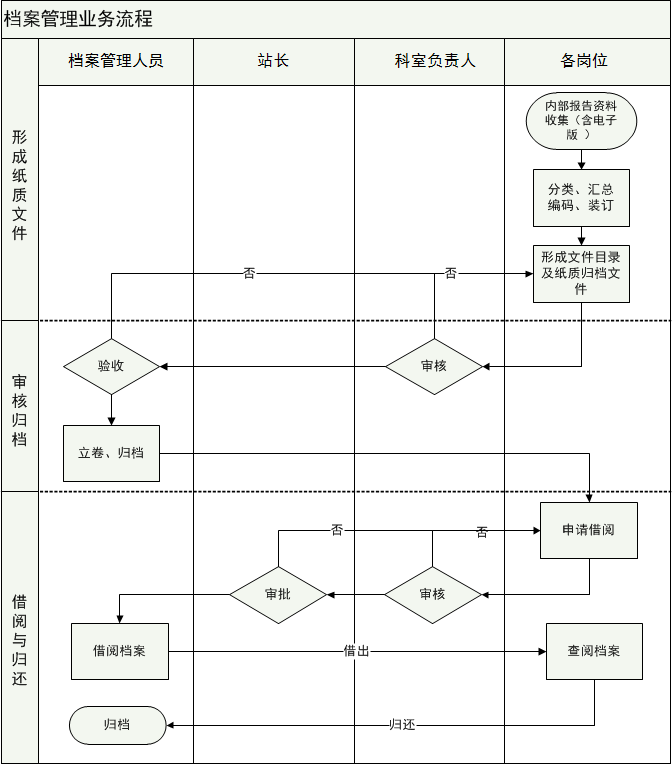 档案管理业务流程
档案管理人员
站长
科室负责人
各岗位
形成纸质文件
内部报告资料
收集（含电子
版 ）
分类、汇总
编码、装订
形成文件目录
及纸质归档文
件
否
否
审核归档
验收
审核
立卷、归档
借阅与归还
申请借阅
否
否
审批
审核
借阅档案
借出
查阅档案
归档
归还